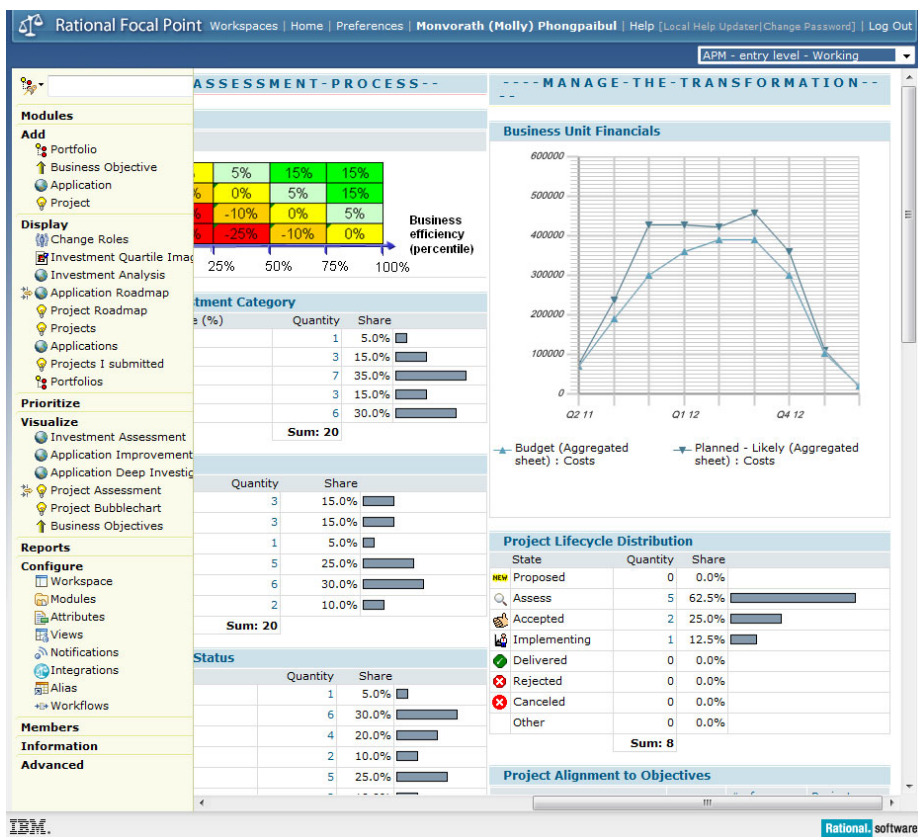 Rational Focal Point Workspaces | Home | Preferences | Monvorath (Molly) Phongpaibul | Help [Local Help Updater|Change Password] | Log Out
APM - entry level - Working
Modules
Add
Portfolio
Business Objective
Application
Project
Display
Change Roles
Investment Quartile Imag
Investment Analysis
Application Roadmap
Project Roadmap
Projects
Applications
Projects I submitted
Portfolios
Prioritize
Visualize
Investment Assessment
Application Improvement
Application Deep Investig
Project Assessment
Project Bubblechart
Business Objectives
Reports
Configure
Workspace
Modules
Attributes
Views
Notifications
Integrations
Alias
Workflows
Members
Information
Advanced
ASSESSMENT-PROCESS--
5% 15% 15%
% 0% 5% 15%
% -10% 0% 5%
% -25% -10% 0%
Business
efficiency
(percentile)
25% 50% 75% 100%
tment Category
e (%) Quantity Share
1 5.0%
3 15.0%
7 35.0%
3 15.0%
6 30.0%
Sum: 20
Quantity Share
3 15.0%
3 15.0%
1 5.0%
5 25.0%
6 30.0%
2 10.0%
Sum: 20
Status
Quantity Share
1 5.0%
6 30.0%
4 20.0%
2 10.0%
5 25.0%
----MANAGE-THE-TRANSFORMATION--
--
Business Unit Financials
600000
500000
400000
300000
200000
100000
0
Q2 11 Q1 12 Q4 12
Budget (Aggregated
sheet) : Costs
Planned - Likely (Aggregated
sheet) : Costs
Project Lifecycle Distribution
State Quantity Share
NEW Proposed 0 0.0%
Assess 5 62.5%
Accepted 2 25.0%
Implementing 1 12.5%
Delivered 0 0.0%
Rejected 0 0.0%
Canceled 0 0.0%
Other 0 0.0%
Sum: 8
Project Alignment to Objectives
IBM.
Rational. software